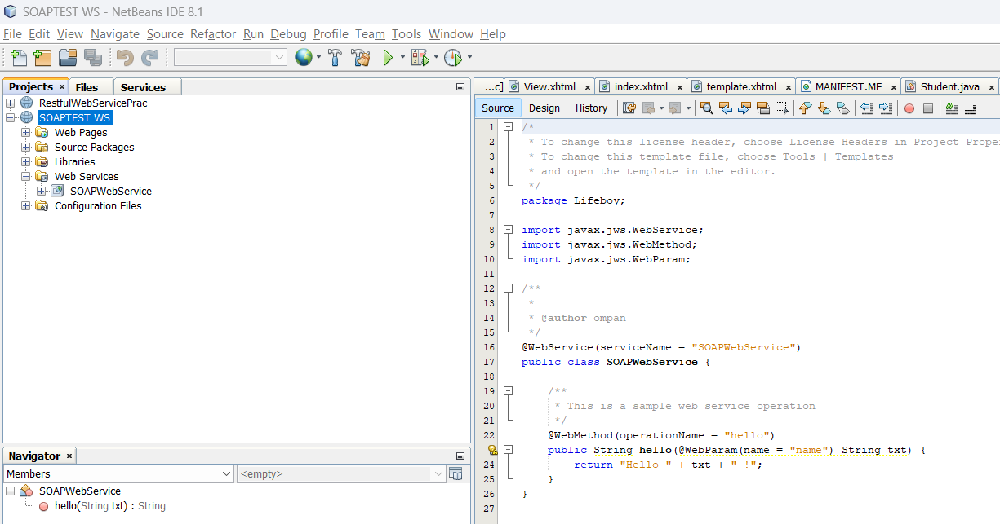 SOAPTEST WS - NetBeans IDE 8.1
File Edit View Navigate Source Refactor Run Debug Profile Team Tools Window Help
Projects × Files Services
RestfulWebServicePrac
SOAPTEST WS
Web Pages
Source Packages
Libraries
Web Services
SOAPWebService
Configuration Files
Navigator ×
Members <empty>
SOAPWebService
hello(String txt) : String
...c] View.xhtml × index.xhtml × template.xhtml × MANIFEST.MF × Student.java ×
Source Design History
1 /*
2 * To change this license header, choose License Headers in Project Prope
3 * To change this template file, choose Tools | Templates
4 * and open the template in the editor.
5 */
6 package Lifeboy;
7
8 import javax.jws.WebService;
9 import javax.jws.WebMethod;
10 import javax.jws.WebParam;
11
12 /**
13 *
14 * @author ompan
15 */
16 @WebService(serviceName = "SOAPWebService")
17 public class SOAPWebService {
18
19 /**
20 * This is a sample web service operation
21 */
22 @WebMethod(operationName = "hello")
public String hello(@WebParam(name = "name") String txt) {
24 return "Hello " + txt + " !";
25 }
26 }
27